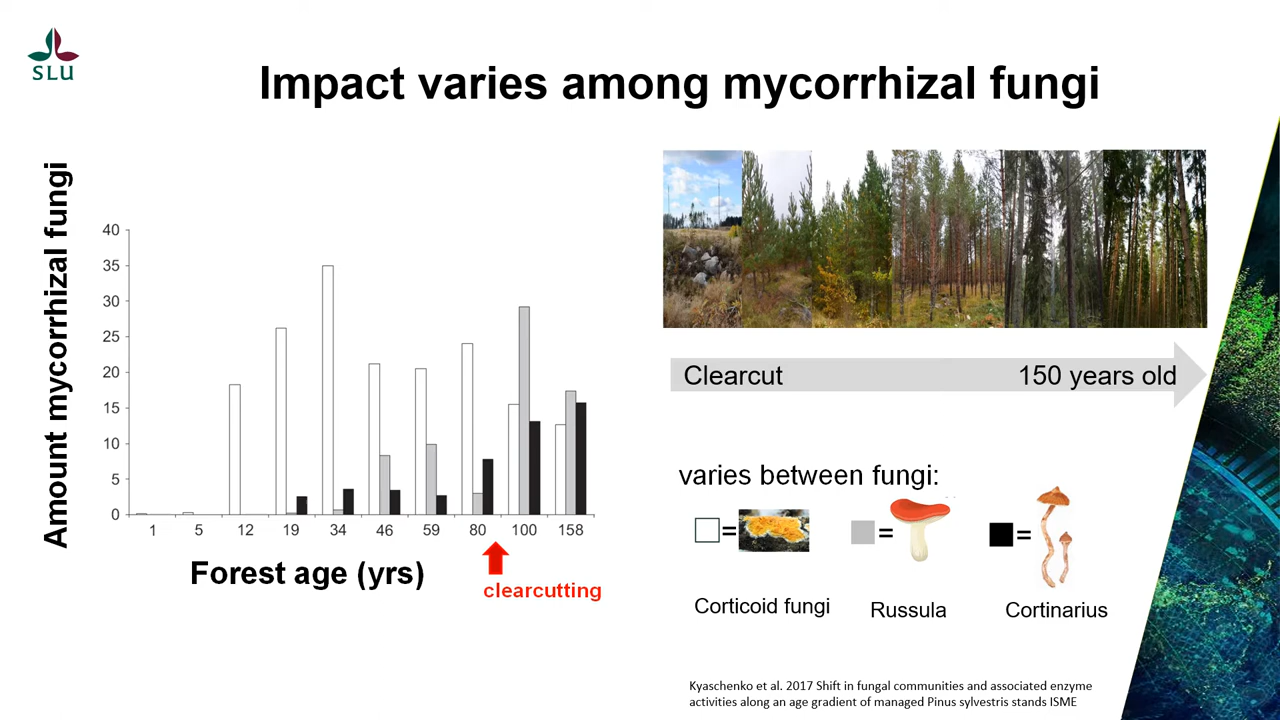 SLU
Impact varies among mycorrhizal fungi
Amount mycorrhizal fungi
40
35
30
25
20
15
10
5
0
1 5 12 19 34 46 59 80 100 158
Forest age (yrs)
clearcutting
Clearcut 150 years old
varies between fungi:
= = =
Corticoid fungi Russula Cortinarius
Kyaschenko et al. 2017 Shift in fungal communities and associated enzyme
activities along an age gradient of managed Pinus sylvestris stands ISME